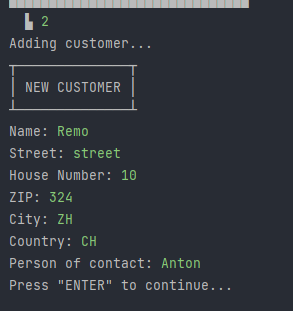 2
Adding customer...
NEW CUSTOMER
Name: Remo
Street: street
House Number: 10
ZIP: 324
City: ZH
Country: CH
Person of contact: Anton
Press "ENTER" to continue...